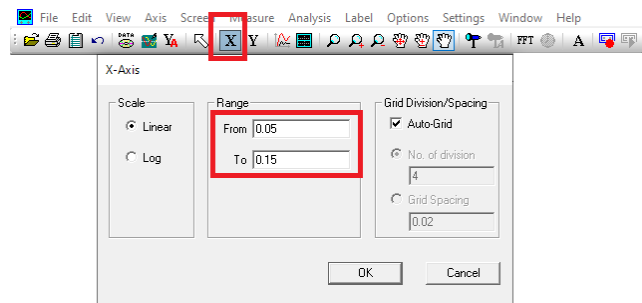 File Edit View Axis Screen Measure Analysis Label Options Settings Window Help
DATA YA X Y FFT A
X-Axis
Scale
Linear
Log
Range
From 0.05
To 0.15
Grid Division/Spacing
Auto-Grid
No. of division
4
Grid Spacing
0.02
OK Cancel